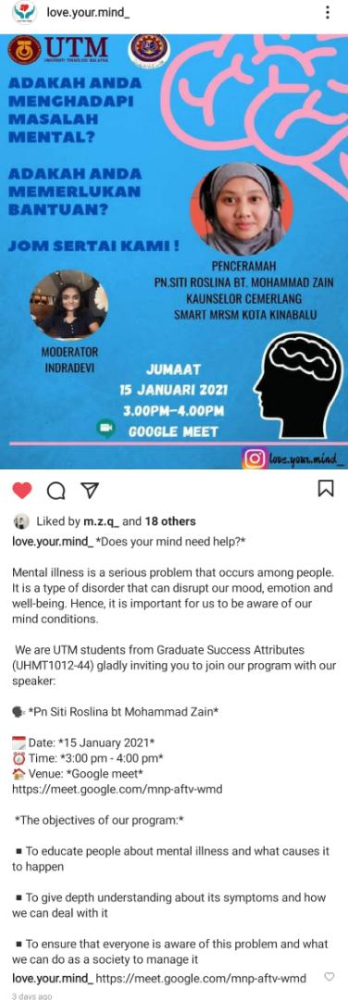 love.your.mind_
UTM
UNIVERSITI TEKNOLOGI MALAYSIA
ADAKAH ANDA
MENGHADAPI
MASALAH
MENTAL?
ADAKAH ANDA
MEMERLUKAN
BANTUAN?
JOM SERTAI KAMI !
PENCERAMAH
PN.SITI ROSLINA BT. MOHAMMAD ZAIN
KAUNSELOR CEMERLANG
SMART MRSM KOTA KINABALU
MODERATOR
INDRADEVI
JUMAAT
15 JANUARI 2021
3.00PM-4.00PM
GOOGLE MEET
love.your.mind_
Liked by m.z.q_ and 18 others
love.your.mind_ *Does your mind need help?*
Mental illness is a serious problem that occurs among people.
It is a type of disorder that can disrupt our mood, emotion and
well-being. Hence, it is important for us to be aware of our
mind conditions.
We are UTM students from Graduate Success Attributes
(UHMT1012-44) gladly inviting you to join our program with our
speaker:
🗣 *Pn Siti Roslina bt Mohammad Zain*
📅 Date: *15 January 2021*
⏰ Time: *3:00 pm - 4:00 pm*
🏠 Venue: *Google meet*
https://meet.google.com/mnp-aftv-wmd
*The objectives of our program:*
▪ To educate people about mental illness and what causes it
to happen
▪ To give depth understanding about its symptoms and how
we can deal with it
▪ To ensure that everyone is aware of this problem and what
we can do as a society to manage it
love.your.mind_ https://meet.google.com/mnp-aftv-wmd
3 days ago